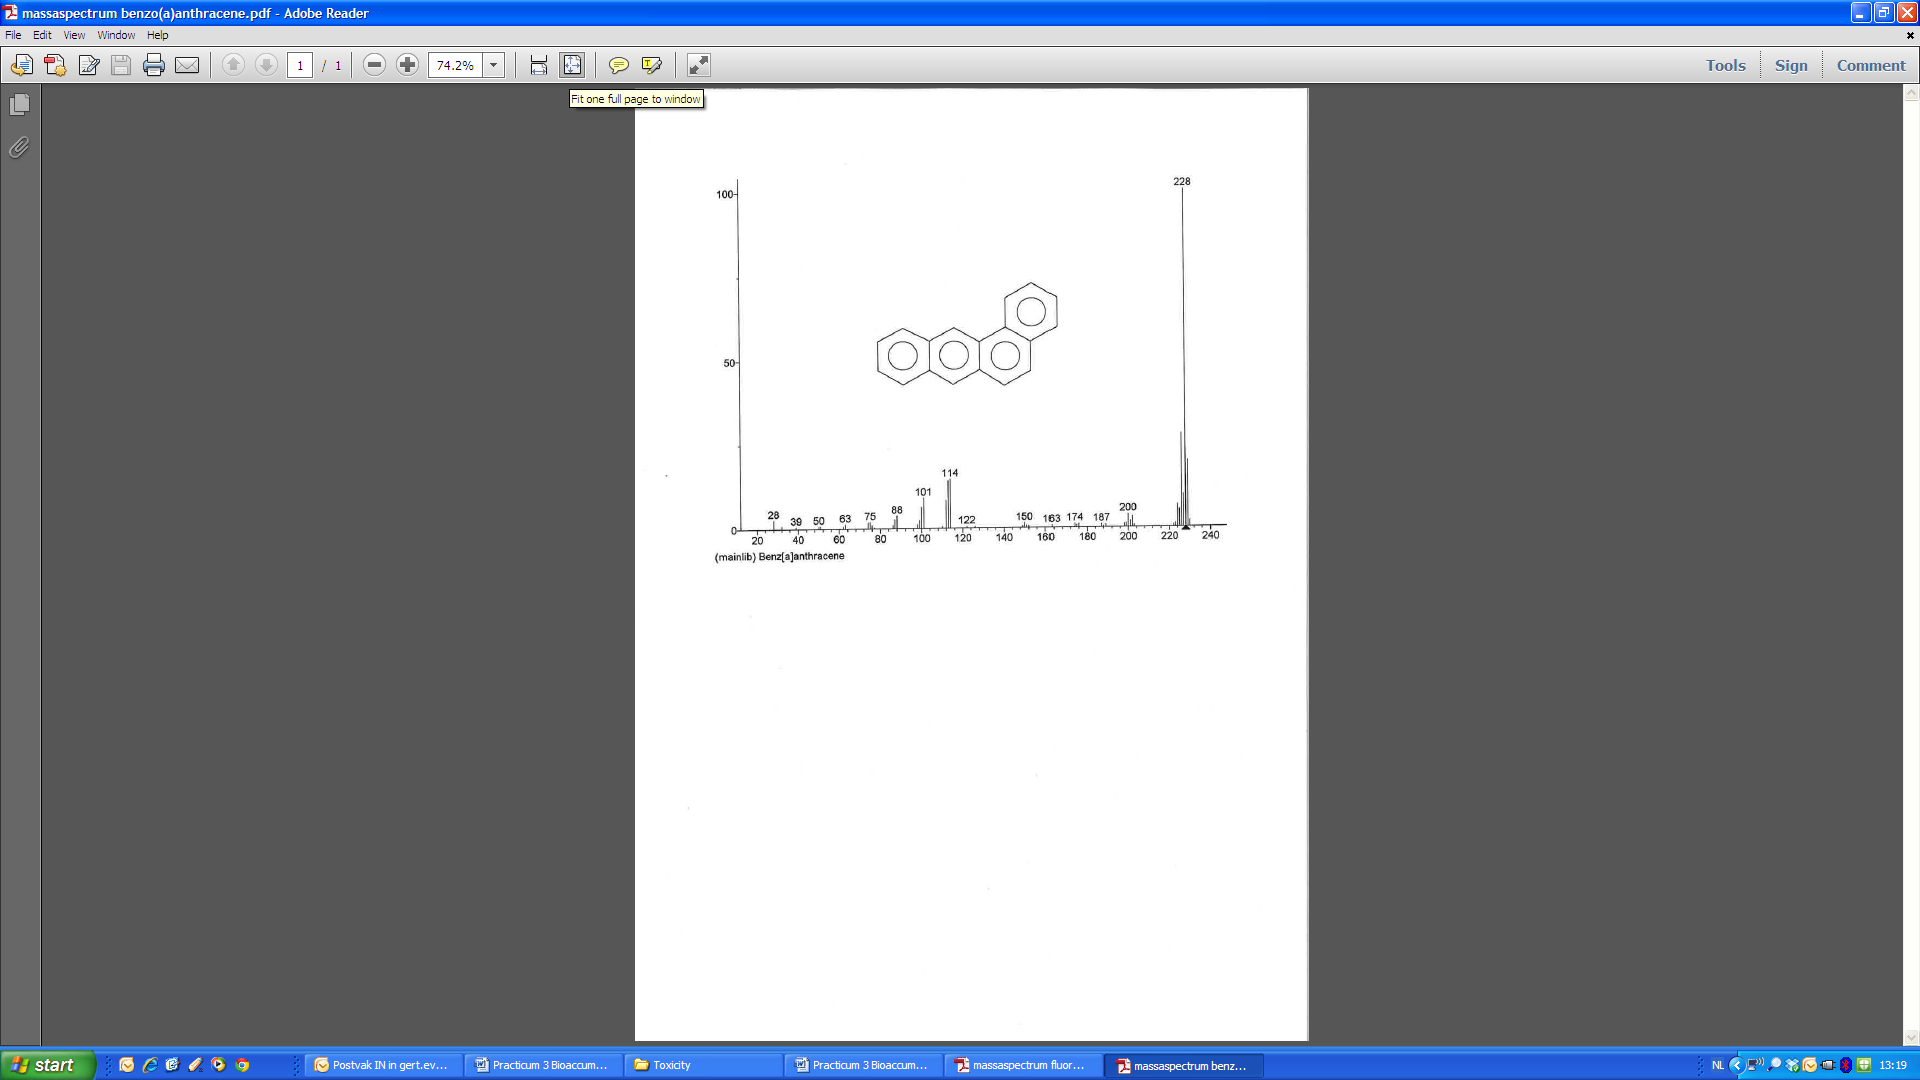 massaspectrum benzo(a)anthracene.pdf - Adobe Reader
File Edit View Window Help
1 / 1 74.2% Tools Sign Comment
Fit one full page to window
228
100
50
114
101
28 39 50 63 75 88 122 150 163 174 187 200
0
20 40 60 80 100 120 140 160 180 200 220 240
(mainlib) Benz[a]anthracene
start Postvak IN in gert.ev... Practicum 3 Bioaccum... Toxicity Practicum 3 Bioaccum... massaspectrum fluor... massaspectrum benz... NL 13:19